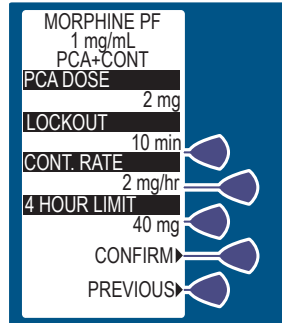 MORPHINE PF
1 mg/mL
PCA+CONT
PCA DOSE
2 mg
LOCKOUT
10 min
CONT. RATE
2 mg/hr
4 HOUR LIMIT
40 mg
CONFIRM
PREVIOUS